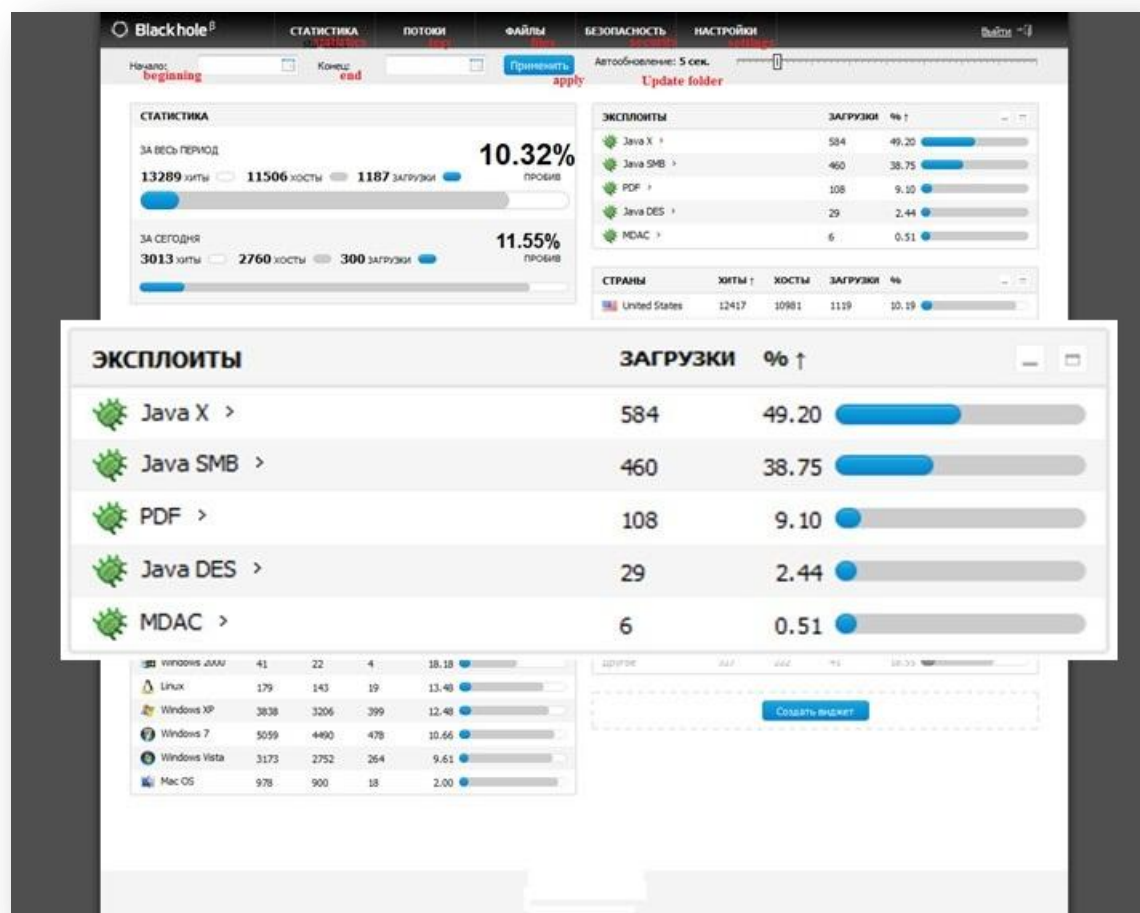 Blackhole β СТАТИСТИКА ПОТОКИ ФАЙЛЫ БЕЗОПАСНОСТЬ НАСТРОЙКИ Выйти
statistics files security settings
Начало: Конец: Применить Автообновление: 5 сек.
beginning end apply Update folder
СТАТИСТИКА
ЗА ВЕСЬ ПЕРИОД
10.32%
13289 ХИТЫ 11506 ХОСТЫ 1187 ЗАГРУЗКИ ПРОБИВ
ЗА СЕГОДНЯ
11.55%
3013 ХИТЫ 2760 ХОСТЫ 300 ЗАГРУЗКИ ПРОБИВ
ЭКСПЛОИТЫ ЗАГРУЗКИ % ↑
Java X › 584 49.20
Java SMB › 460 38.75
PDF › 108 9.10
Java DES › 29 2.44
MDAC › 6 0.51
СТРАНЫ ХИТЫ ↑ ХОСТЫ ЗАГРУЗКИ %
United States 12417 10981 1119 10.19
ЭКСПЛОИТЫ ЗАГРУЗКИ % ↑
Java X › 584 49.20
Java SMB › 460 38.75
PDF › 108 9.10
Java DES › 29 2.44
MDAC › 6 0.51
Windows 2000 41 22 4 18.18
Linux 179 143 19 13.48
Windows XP 3838 3206 399 12.48
Windows 7 5059 4490 478 10.66
Windows Vista 3173 2752 264 9.61
Mac OS 978 900 18 2.00
Другое 222 41
Создать виджет